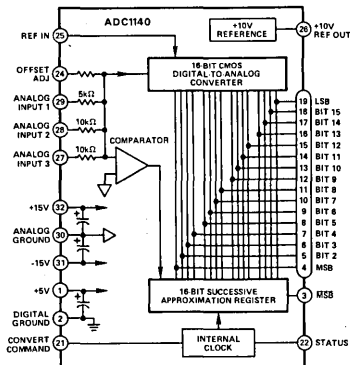 ADC1140
REF IN
25
+10V
REFERENCE
26
+10V
REF OUT
OFFSET
ADJ
24
16-BIT CMOS
DIGITAL-TO-ANALOG
CONVERTER
ANALOG
INPUT 1
29
5kΩ
ANALOG
INPUT 2
28
10kΩ
ANALOG
INPUT 3
27
10kΩ
COMPARATOR
19 LSB
18 BIT 15
17 BIT 14
16 BIT 13
15 BIT 12
14 BIT 11
13 BIT 10
12 BIT 9
11 BIT 8
10 BIT 7
9 BIT 6
8 BIT 5
7 BIT 4
6 BIT 3
5 BIT 2
4 MSB
+15V
32
+
ANALOG
GROUND
30
+
-15V
31
+5V
1
+
DIGITAL
GROUND
2
16-BIT SUCCESSIVE
APPROXIMATION REGISTER
3
MSB
CONVERT
COMMAND
21
INTERNAL
CLOCK
22
STATUS